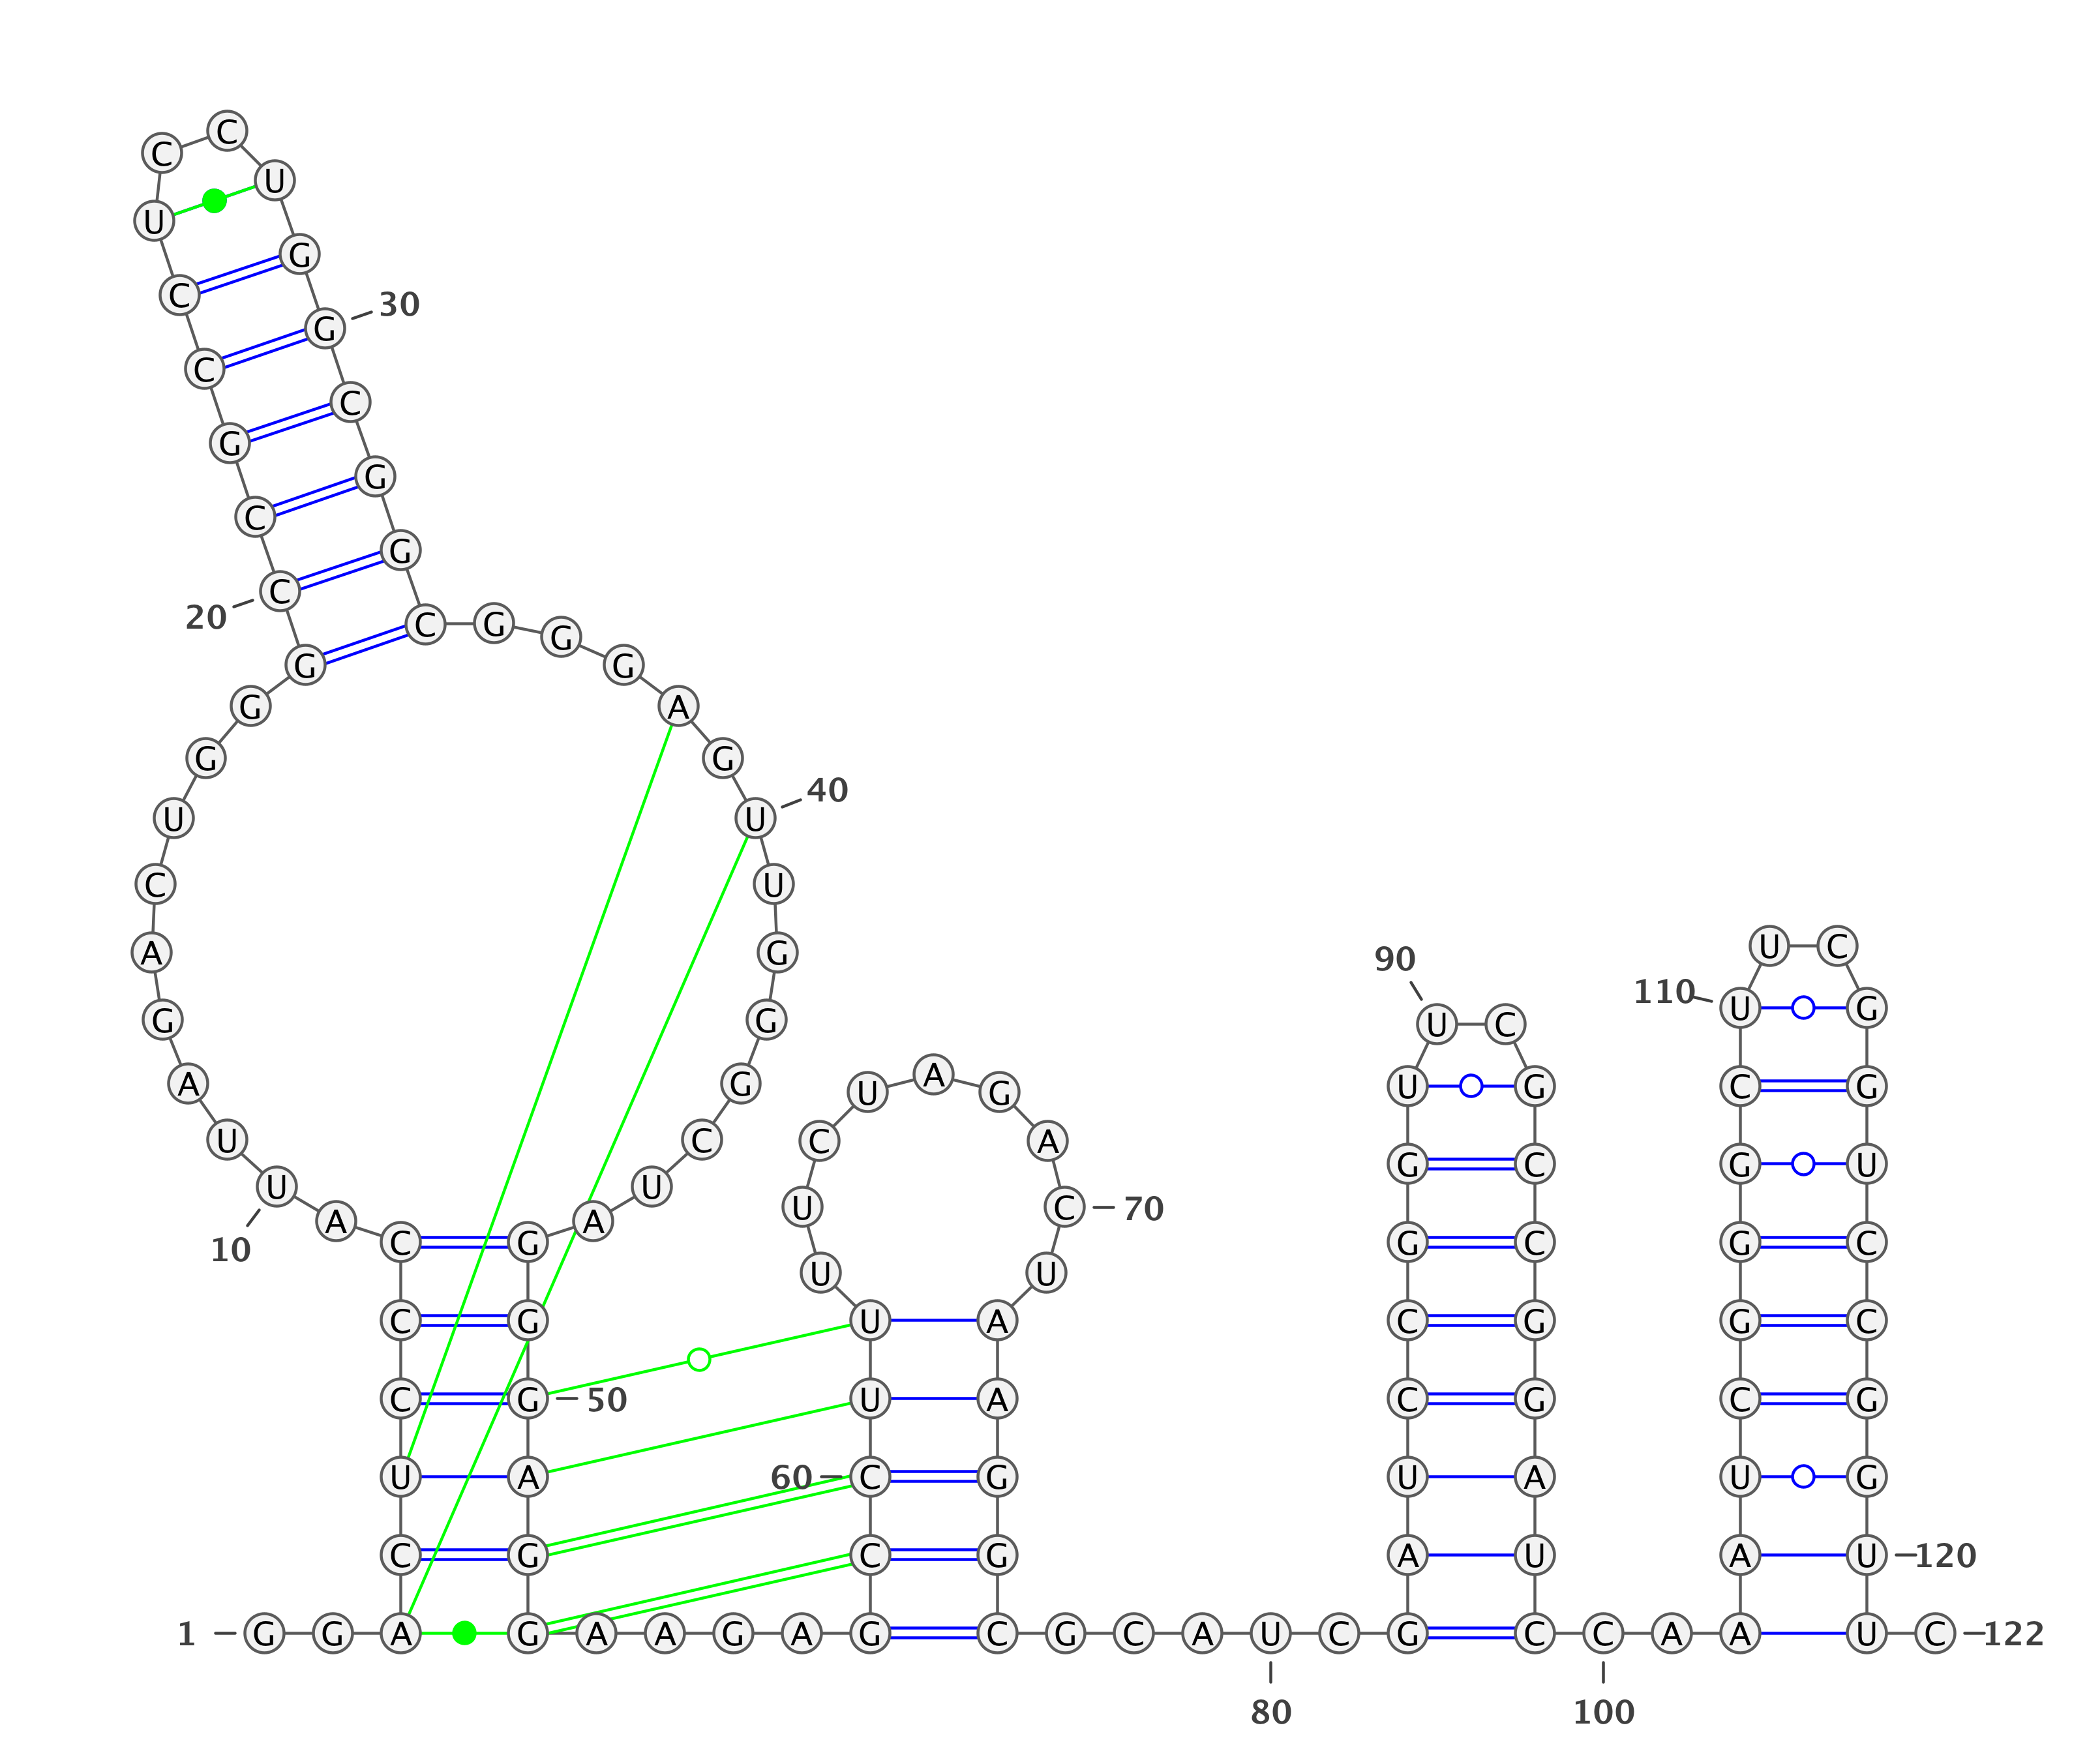 C
C
U
U
G
C 30
G
C
C
G
G
C
G
C
20 C G
G
G G
G A
G G
40
U U
C U
U C
A G
90
110
U G
G G U C
A
A G U G C G
U G
U C C A
G C G U
U U
U C 70
A A
C G G C G C
10
U U
C G U A C G G C
C G 50 U A C G C G
U A 60 C G U A U G
C G C G A U A U 120
1 G G A G A A G A G C G C A U C G C C A A U C 122
80 100